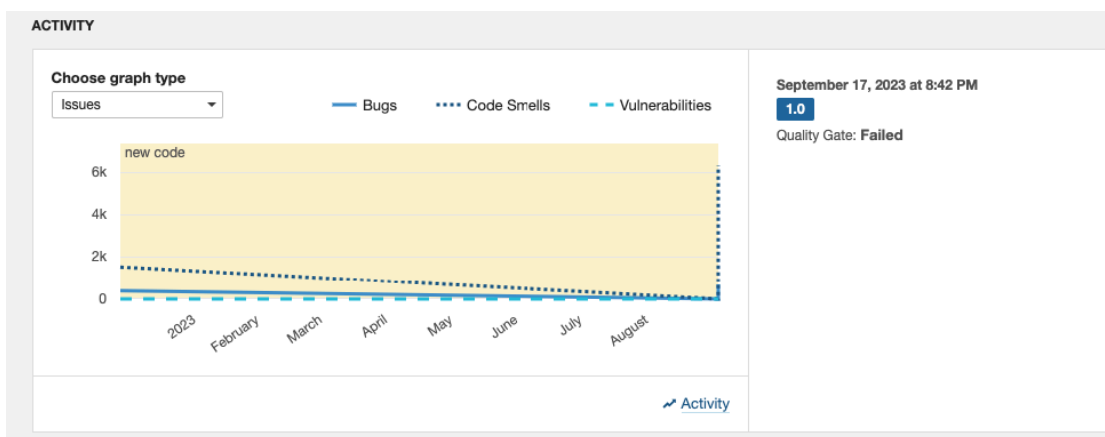 ACTIVITY
Choose graph type
Issues
Bugs
Code Smells
Vulnerabilities
new code
6k
4k
2k
0
2023
February
March
April
May
June
July
August
Activity
September 17, 2023 at 8:42 PM
1.0
Quality Gate: Failed